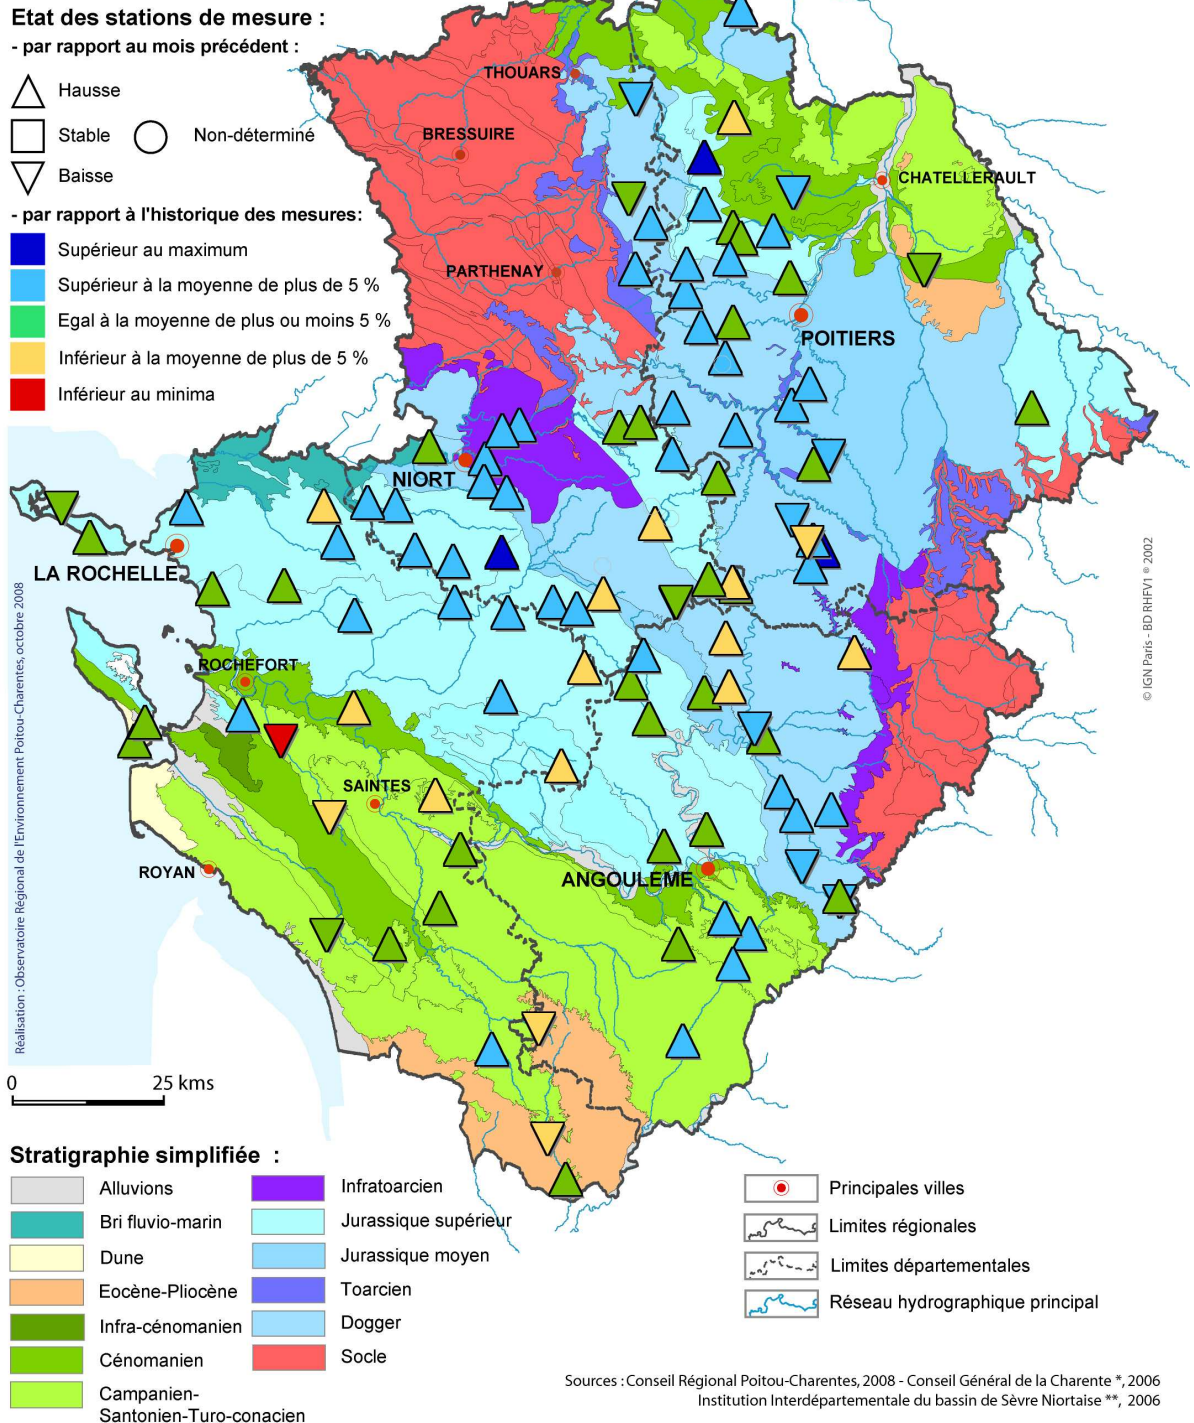 Etat des stations de mesure :
- par rapport au mois précédent :
Hausse
Stable
Non-déterminé
Baisse
- par rapport à l'historique des mesures:
Supérieur au maximum
Supérieur à la moyenne de plus de 5 %
Egal à la moyenne de plus ou moins 5 %
Inférieur à la moyenne de plus de 5 %
Inférieur au minima
THOUARS
BRESSUIRE
CHATELLERAULT
PARTHENAY
POITIERS
NIORT
LA ROCHELLE
ROCHEFORT
SAINTES
ROYAN
ANGOULEME
© IGN Paris - BD RHFV1 ® 2002
Réalisation : Observatoire Régional de l'Environnement Poitou-Charentes, octobre 2008
0 25 kms
Stratigraphie simplifiée :
Alluvions
Bri fluvio-marin
Dune
Eocène-Pliocène
Infra-cénomanien
Cénomanien
Campanien-
Santonien-Turo-conacien
Infratoarcien
Jurassique supérieur
Jurassique moyen
Toarcien
Dogger
Socle
Principales villes
Limites régionales
Limites départementales
Réseau hydrographique principal
Sources : Conseil Régional Poitou-Charentes, 2008 - Conseil Général de la Charente *, 2006
Institution Interdépartementale du bassin de Sèvre Niortaise **, 2006